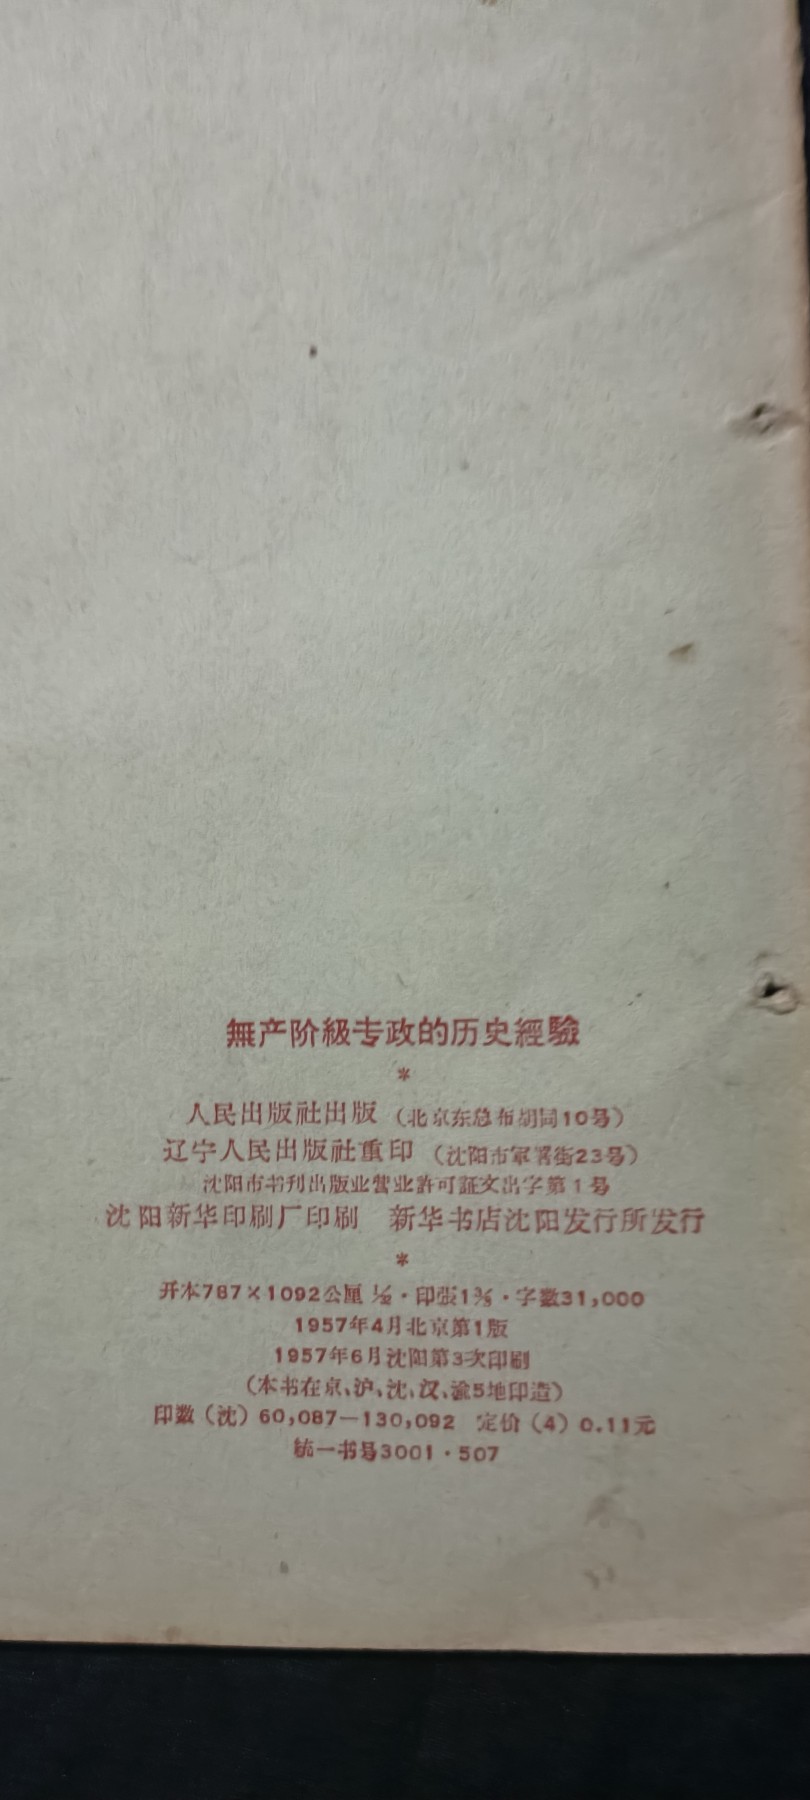 無产阶級专政的历史經驗
*
人民出版社出版（北京东总布胡同10号）
辽宁人民出版社重印（沈阳市軍署街23号）
沈阳市书刊出版业营业許可証文出字第1号
沈阳新华印刷厂印刷　新华书店沈阳发行所发行
*
开本787×1092公厘 1/32·印張1⅜·字数31,000
1957年4月北京第1版
1957年6月沈阳第3次印刷
（本书在京、沪、沈、汉、渝5地印造）
印数（沈）60,087—130,092　定价（4）0.11元
統一书号3001·507